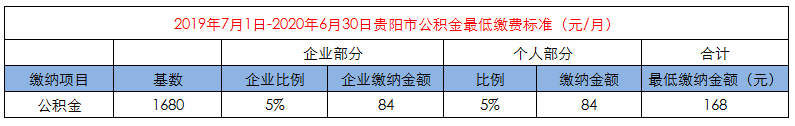 2019年7月1日-2020年6月30日贵阳市公积金最低缴费标准（元/月）
企业部分 个人部分 合计
缴纳项目 基数 企业比例 企业缴纳金额 比例 缴纳金额 最低缴纳金额（元）
公积金 1680 5% 84 5% 84 168